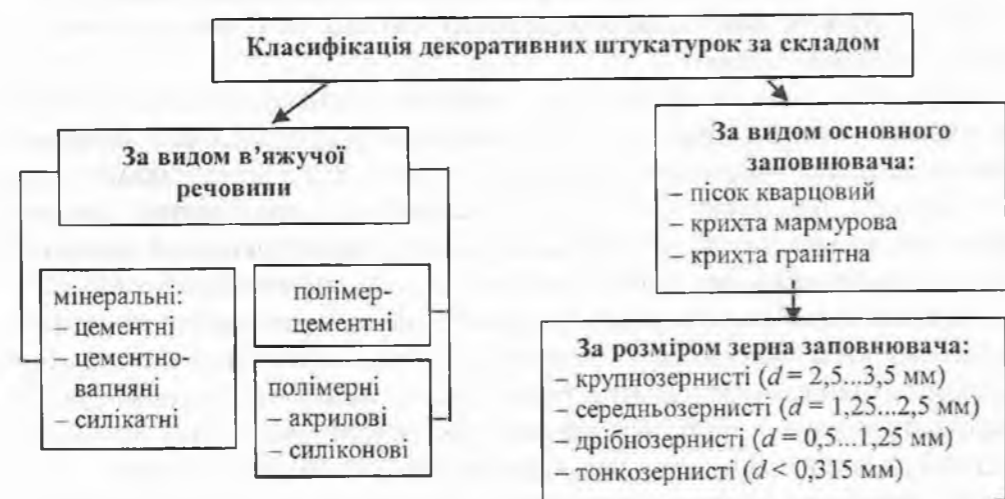 Класифікація декоративних штукатурок за складом
За видом в'яжучої
речовини
мінеральні:
– цементні
– цементно-
вапняні
– силікатні
полімер-
цементні
полімерні
– акрилові
– силіконові
За видом основного
заповнювача:
– пісок кварцовий
– крихта мармурова
– крихта гранітна
За розміром зерна заповнювача:
– крупнозернисті (d = 2,5...3,5 мм)
– середньозернисті (d = 1,25...2,5 мм)
– дрібнозернисті (d = 0,5...1,25 мм)
– тонкозернисті (d < 0,315 мм)